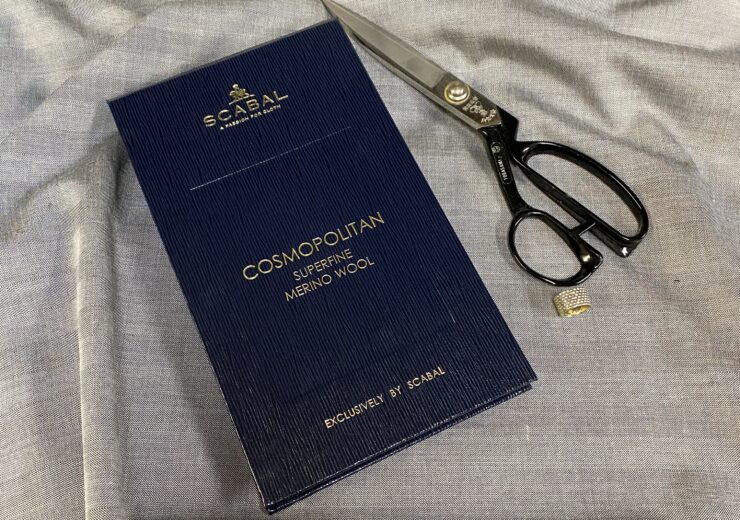 SCABAL
A PASSION FOR CLOTH
COSMOPOLITAN
SUPERFINE
MERINO WOOL
EXCLUSIVELY BY SCABAL